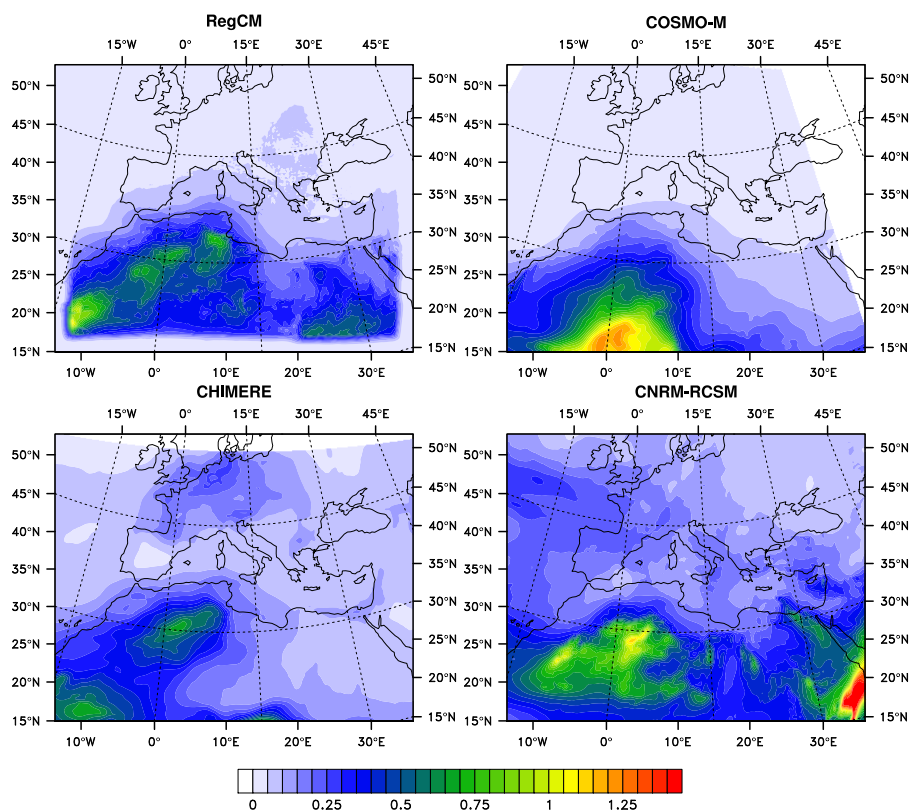 RegCM
COSMO-M
15°W 0° 15°E 30°E 45°E
15°W 0° 15°E 30°E 45°E
50°N 50°N
45°N 45°N
40°N 40°N
35°N 35°N
30°N 30°N
25°N 25°N
20°N 20°N
15°N 15°N
50°N 50°N
45°N 45°N
40°N 40°N
35°N 35°N
30°N 30°N
25°N 25°N
20°N 20°N
15°N 15°N
10°W 0° 10°E 20°E 30°E
10°W 0° 10°E 20°E 30°E
CHIMERE
CNRM-RCSM
15°W 0° 15°E 30°E 45°E
15°W 0° 15°E 30°E 45°E
50°N 50°N
45°N 45°N
40°N 40°N
35°N 35°N
30°N 30°N
25°N 25°N
20°N 20°N
15°N 15°N
50°N 50°N
45°N 45°N
40°N 40°N
35°N 35°N
30°N 30°N
25°N 25°N
20°N 20°N
15°N 15°N
10°W 0° 10°E 20°E 30°E
10°W 0° 10°E 20°E 30°E
0 0.25 0.5 0.75 1 1.25